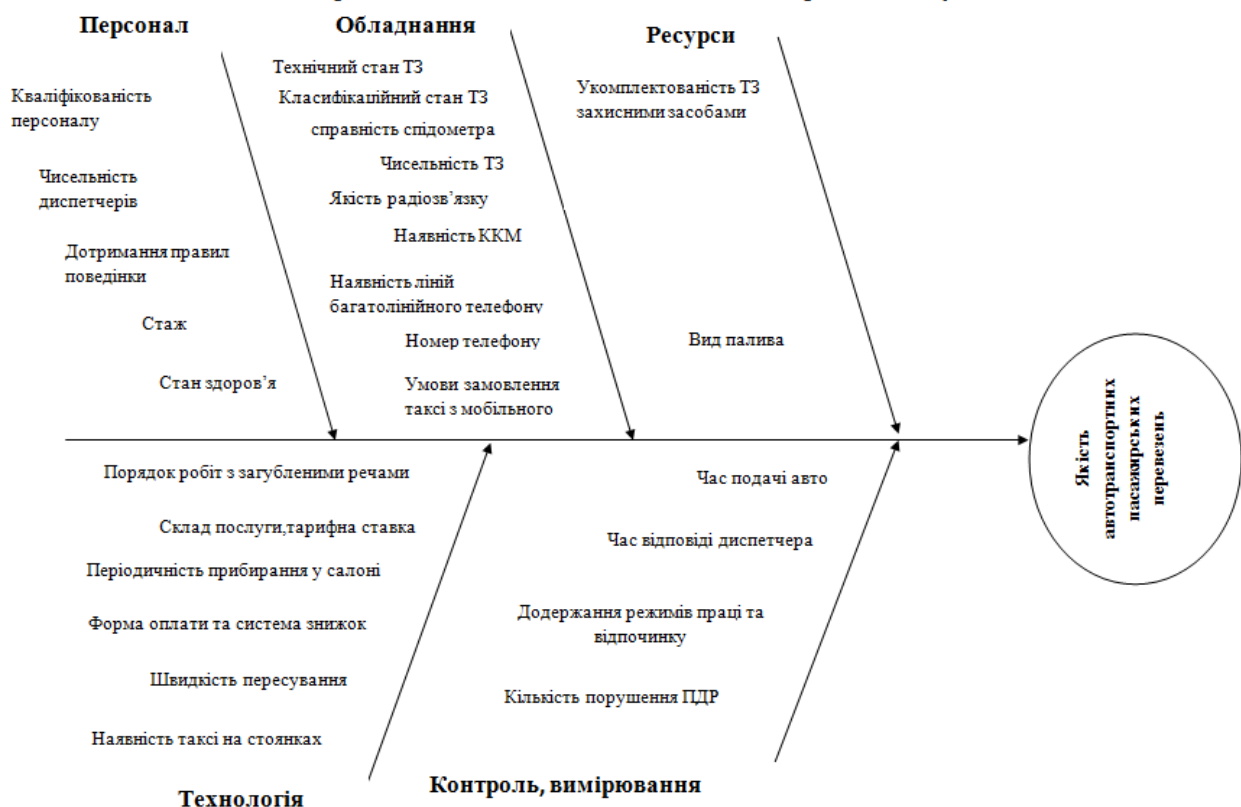 Персонал
Обладнання
Ресурси
Кваліфікованість
персоналу
Чисельність
диспетчерів
Дотримання правил
поведінки
Стаж
Стан здоров’я
Технічний стан ТЗ
Класифікаційний стан ТЗ
справність спідометра
Чисельність ТЗ
Якість радіозв’язку
Наявність ККМ
Наявність ліній
багатолінійного телефону
Номер телефону
Умови замовлення
таксі з мобільного
Укомплектованість ТЗ
захисними засобами
Вид палива
Якість
автотранспортних
пасажирських
перевезень
Порядок робіт з загубленими речами
Склад послуги,тарифна ставка
Періодичність прибирання у салоні
Форма оплати та система знижок
Швидкість пересування
Наявність таксі на стоянках
Час подачі авто
Час відповіді диспетчера
Додержання режимів праці та
відпочинку
Кількість порушення ПДР
Технологія
Контроль, вимірювання